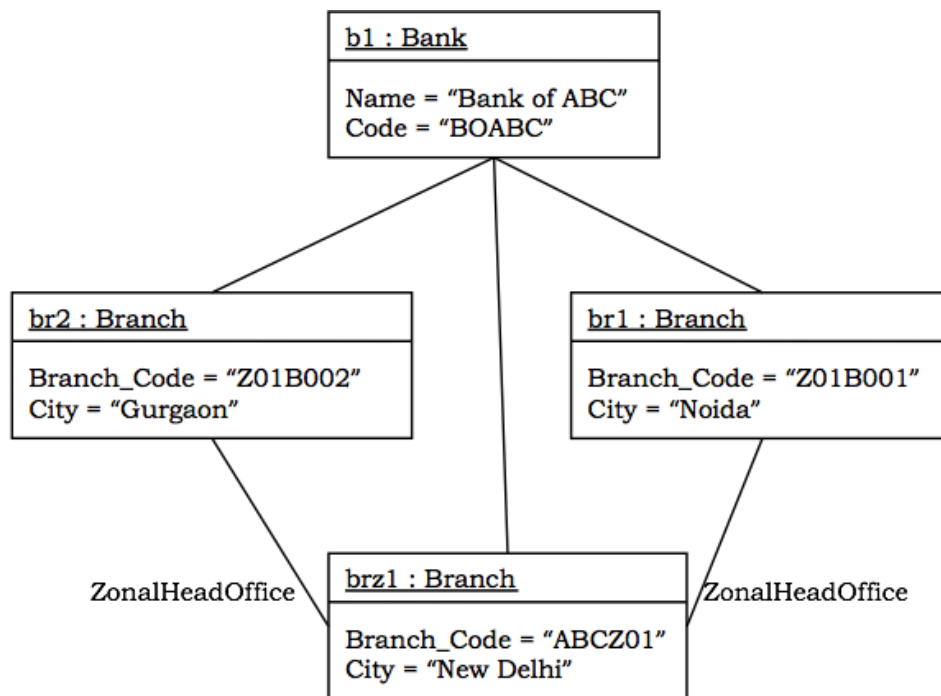 b1 : Bank
Name = “Bank of ABC”
Code = “BOABC”
br2 : Branch
Branch_Code = “Z01B002”
City = “Gurgaon”
br1 : Branch
Branch_Code = “Z01B001”
City = “Noida”
ZonalHeadOffice
ZonalHeadOffice
brz1 : Branch
Branch_Code = “ABCZ01”
City = “New Delhi”